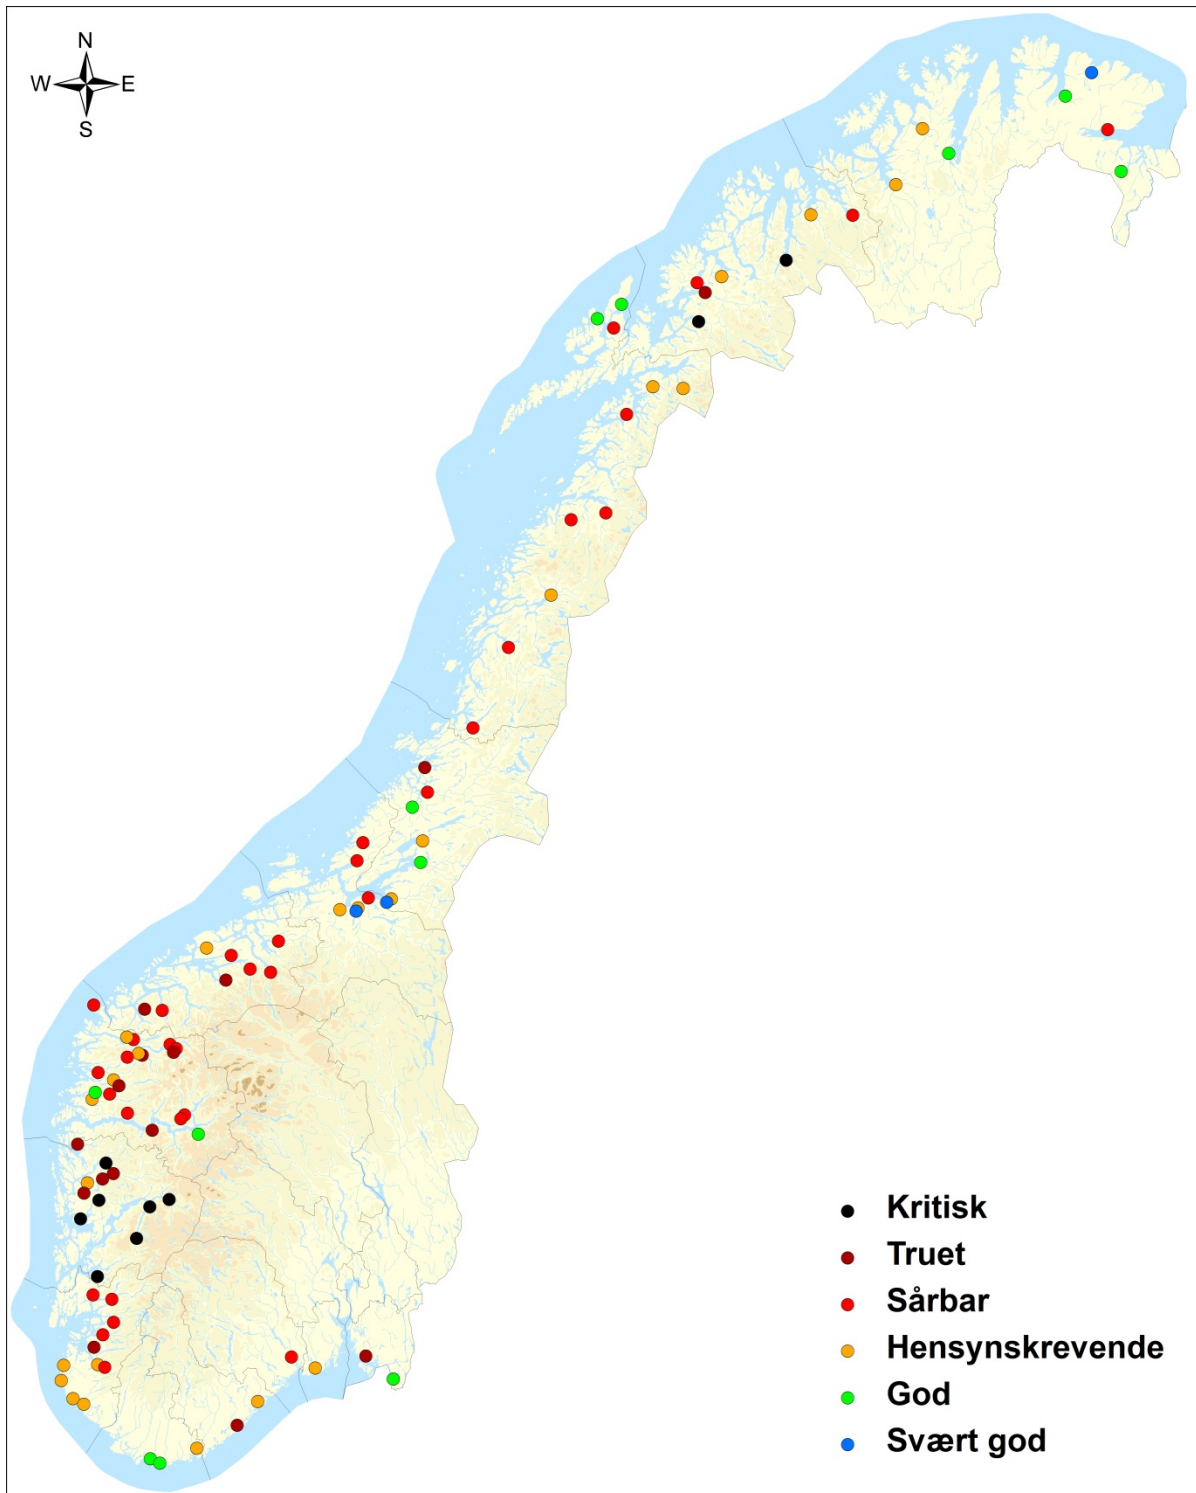 N
W E
S
Kritisk
Truet
Sårbar
Hensynskrevende
God
Svært god